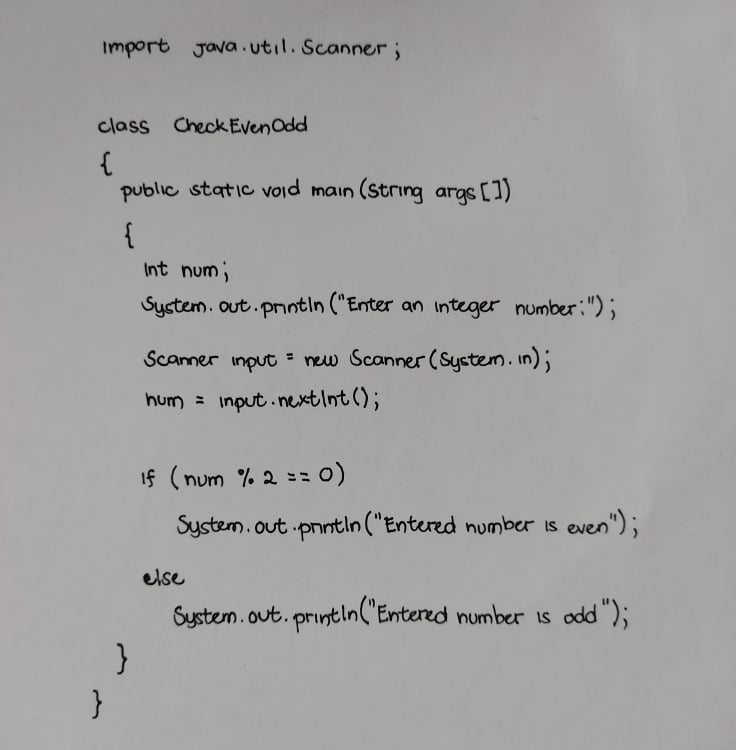 import java.util.Scanner;
class CheckEvenOdd
{
public static void main(String args[])
{
int num;
System.out.println("Enter an integer number:");
Scanner input = new Scanner(System.in);
num = input.nextInt();
if (num % 2 == 0)
System.out.println("Entered number is even");
else
System.out.println("Entered number is odd");
}
}